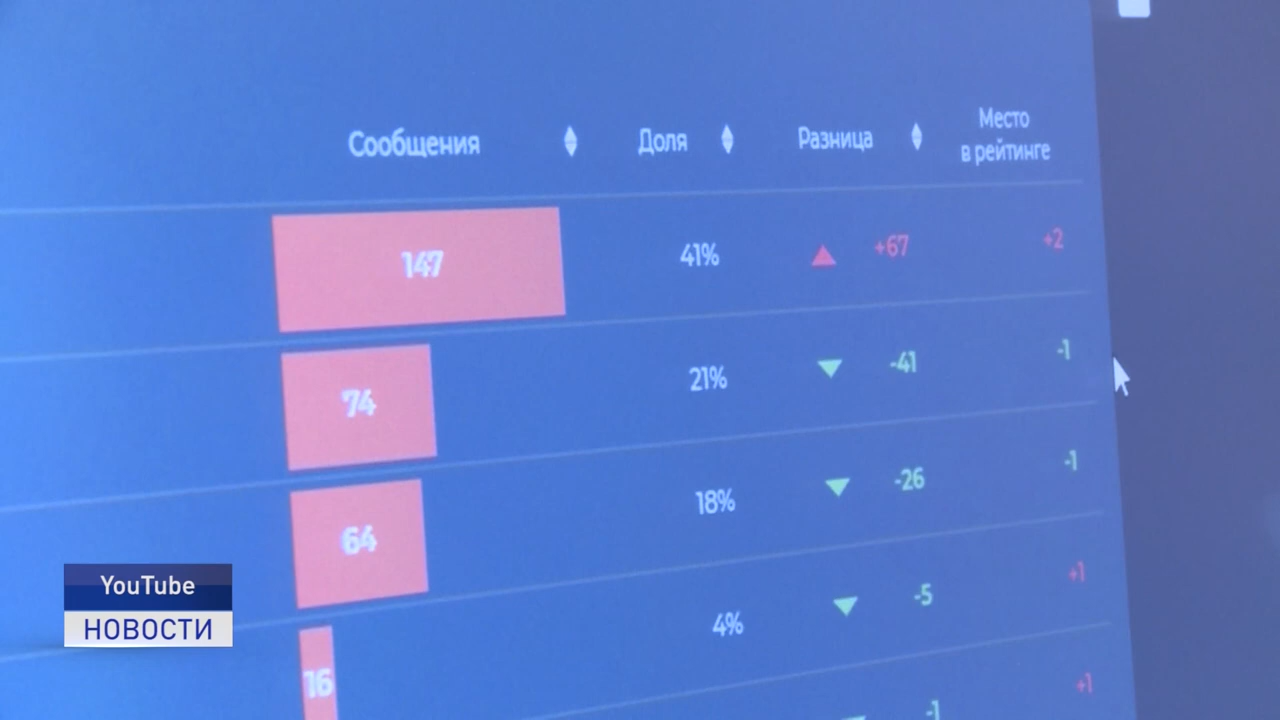 Сообщения Доля Разница Место
в рейтинге
147 41% +67 +2
74 21% -41 -1
64 18% -26 -1
16 4% -5 +1
-1 +1
YouTube
НОВОСТИ